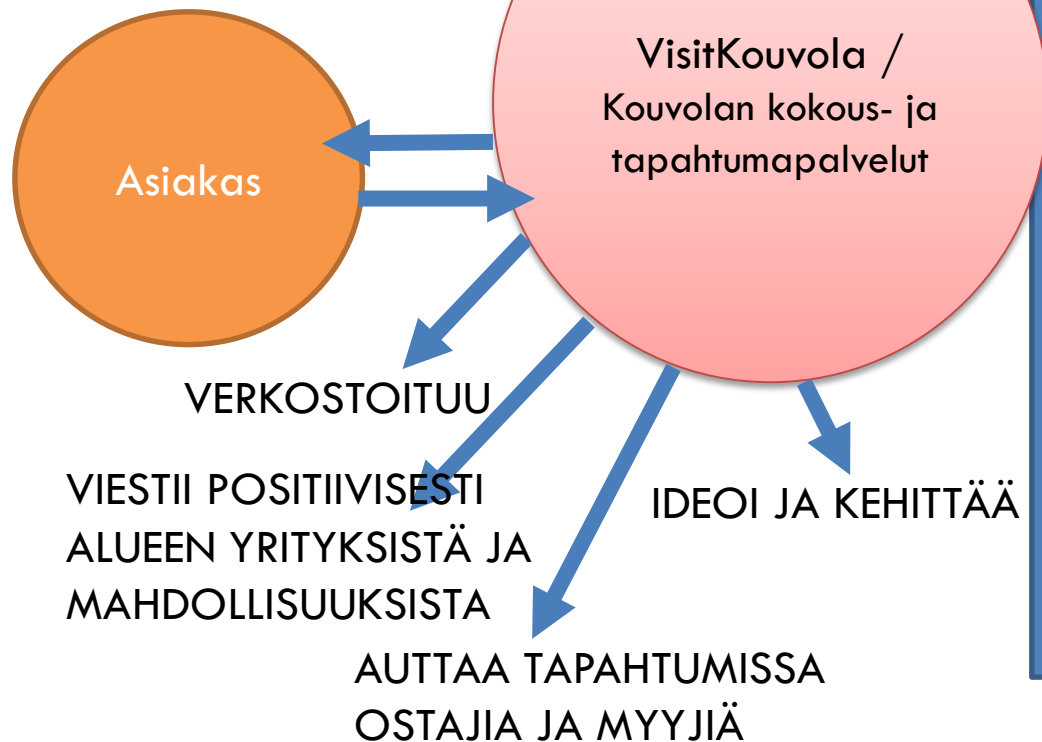 VisitKouvola /
Kouvolan kokous- ja
tapahtumapalvelut
Asiakas
VERKOSTOITUU
VIESTII POSITIIVISESTI
ALUEEN YRITYKSISTÄ JA
MAHDOLLISUUKSISTA
IDEOI JA KEHITTÄÄ
AUTTAA TAPAHTUMISSA
OSTAJIA JA MYYJIÄ